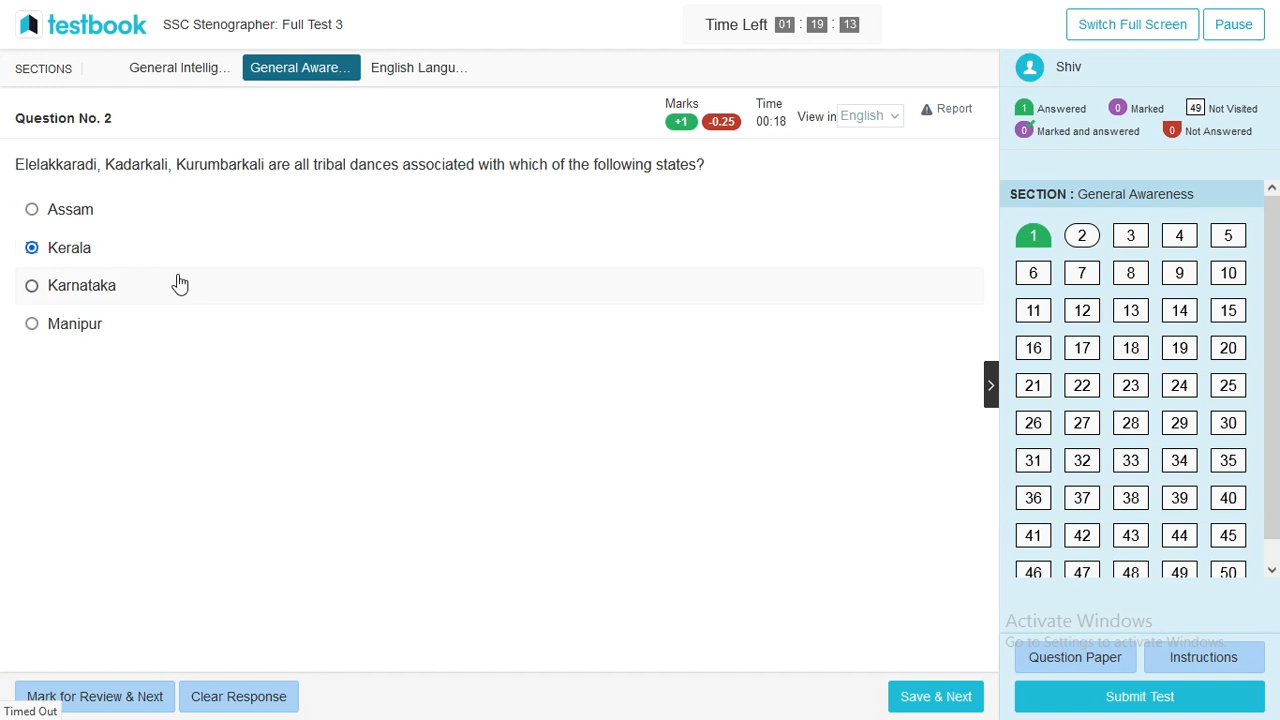 testbook
SSC Stenographer: Full Test 3
Time Left 01 : 19 : 13
Switch Full Screen
Pause
SECTIONS
General Intellig...
General Aware...
English Langu...
Shiv
Question No. 2
Marks
+1 -0.25
Time
00:18
View in English
Report
1 Answered
0 Marked
49 Not Visited
0 Marked and answered
0 Not Answered
Elelakkaradi, Kadarkali, Kurumbarkali are all tribal dances associated with which of the following states?
Assam
Kerala
Karnataka
Manipur
SECTION : General Awareness
1 2 3 4 5
6 7 8 9 10
11 12 13 14 15
16 17 18 19 20
21 22 23 24 25
26 27 28 29 30
31 32 33 34 35
36 37 38 39 40
41 42 43 44 45
46 47 48 49 50
Activate Windows
Go to Settings to activate Windows.
Question Paper
Instructions
Mark for Review & Next
Clear Response
Save & Next
Submit Test
Timed Out